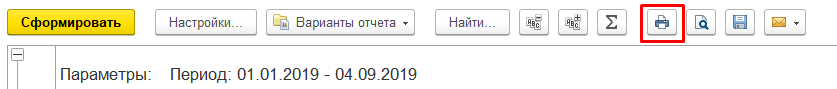 Сформировать Настройки... Варианты отчета Найти...
Параметры: Период: 01.01.2019 - 04.09.2019